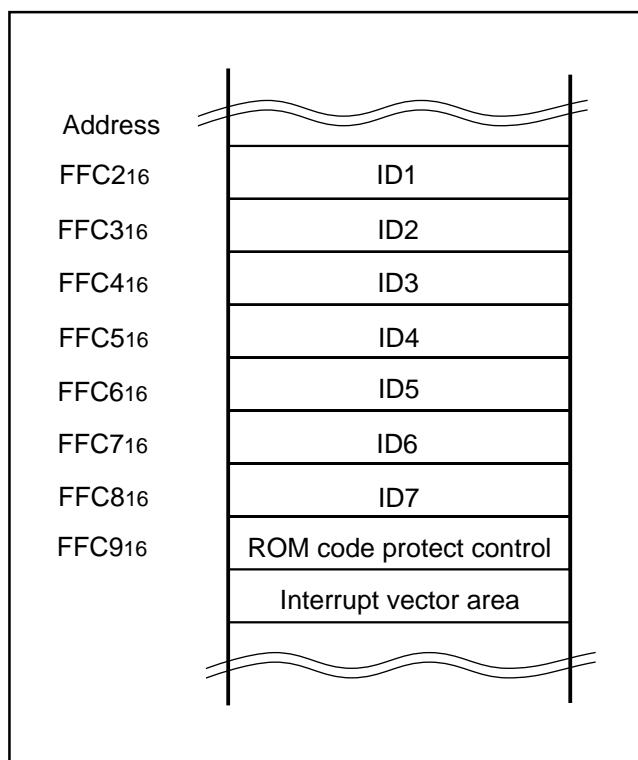 Address
FFC216 ID1
FFC316 ID2
FFC416 ID3
FFC516 ID4
FFC616 ID5
FFC716 ID6
FFC816 ID7
FFC916 ROM code protect control
Interrupt vector area